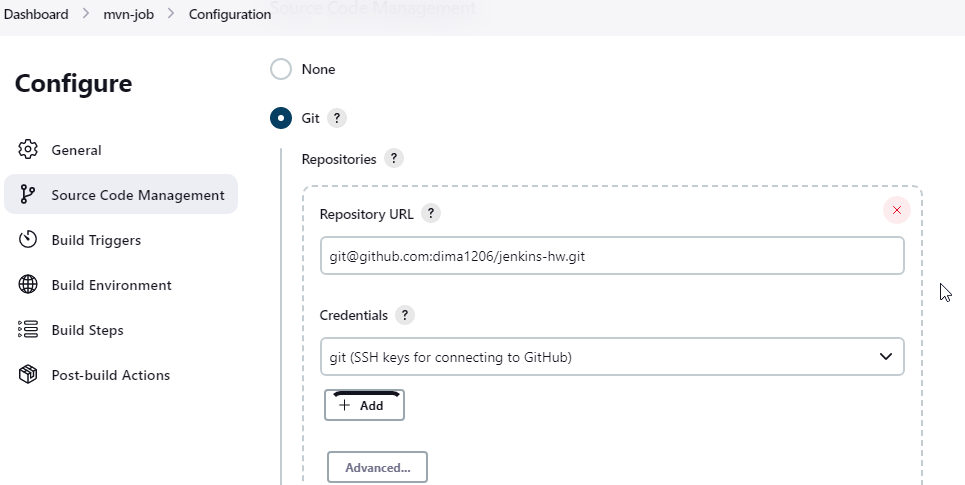 Dashboard > mvn-job > Configuration
Source Code Management
Configure
General
Source Code Management
Build Triggers
Build Environment
Build Steps
Post-build Actions
None
Git ?
Repositories ?
Repository URL ?
git@github.com:dima1206/jenkins-hw.git
Credentials ?
git (SSH keys for connecting to GitHub)
+ Add
Advanced...